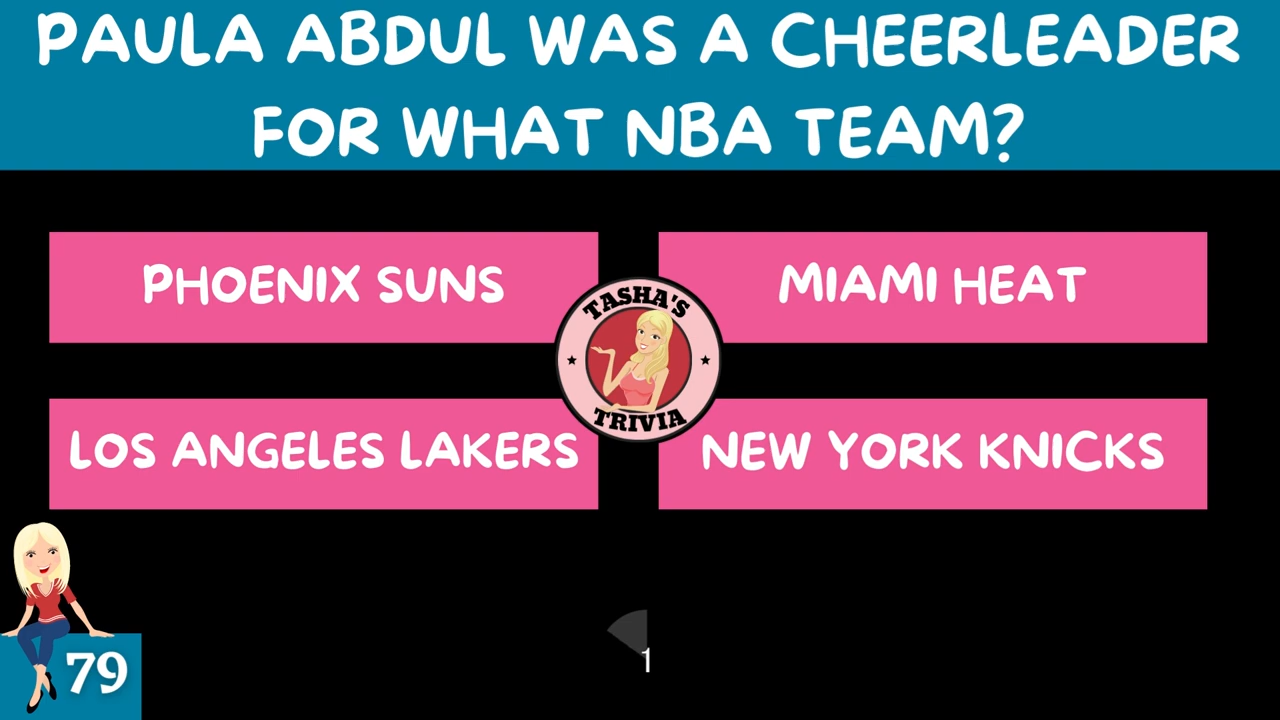 PAULA ABDUL WAS A CHEERLEADER
FOR WHAT NBA TEAM?
PHOENIX SUNS
MIAMI HEAT
TASHA'S
TRIVIA
LOS ANGELES LAKERS
NEW YORK KNICKS
79
1